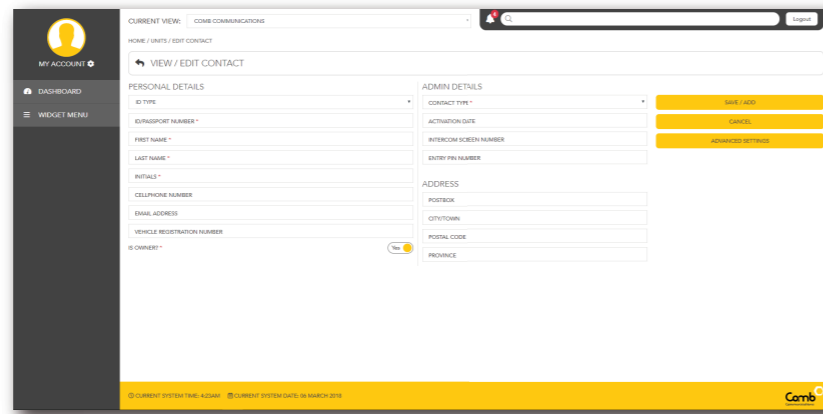 CURRENT VIEW: COMB COMMUNICATIONS
4
Logout
HOME / UNITS / EDIT CONTACT
MY ACCOUNT
VIEW / EDIT CONTACT
DASHBOARD
WIDGET MENU
PERSONAL DETAILS
ID TYPE
ID/PASSPORT NUMBER *
FIRST NAME *
LAST NAME *
INITIALS *
CELLPHONE NUMBER
EMAIL ADDRESS
VEHICLE REGISTRATION NUMBER
IS OWNER? * Yes
ADMIN DETAILS
CONTACT TYPE *
ACTIVATION DATE
INTERCOM SCREEN NUMBER
ENTRY PIN NUMBER
ADDRESS
POSTBOX
CITY/TOWN
POSTAL CODE
PROVINCE
SAVE / ADD
CANCEL
ADVANCED SETTINGS
CURRENT SYSTEM TIME: 4:23AM CURRENT SYSTEM DATE: 06 MARCH 2018
Comb